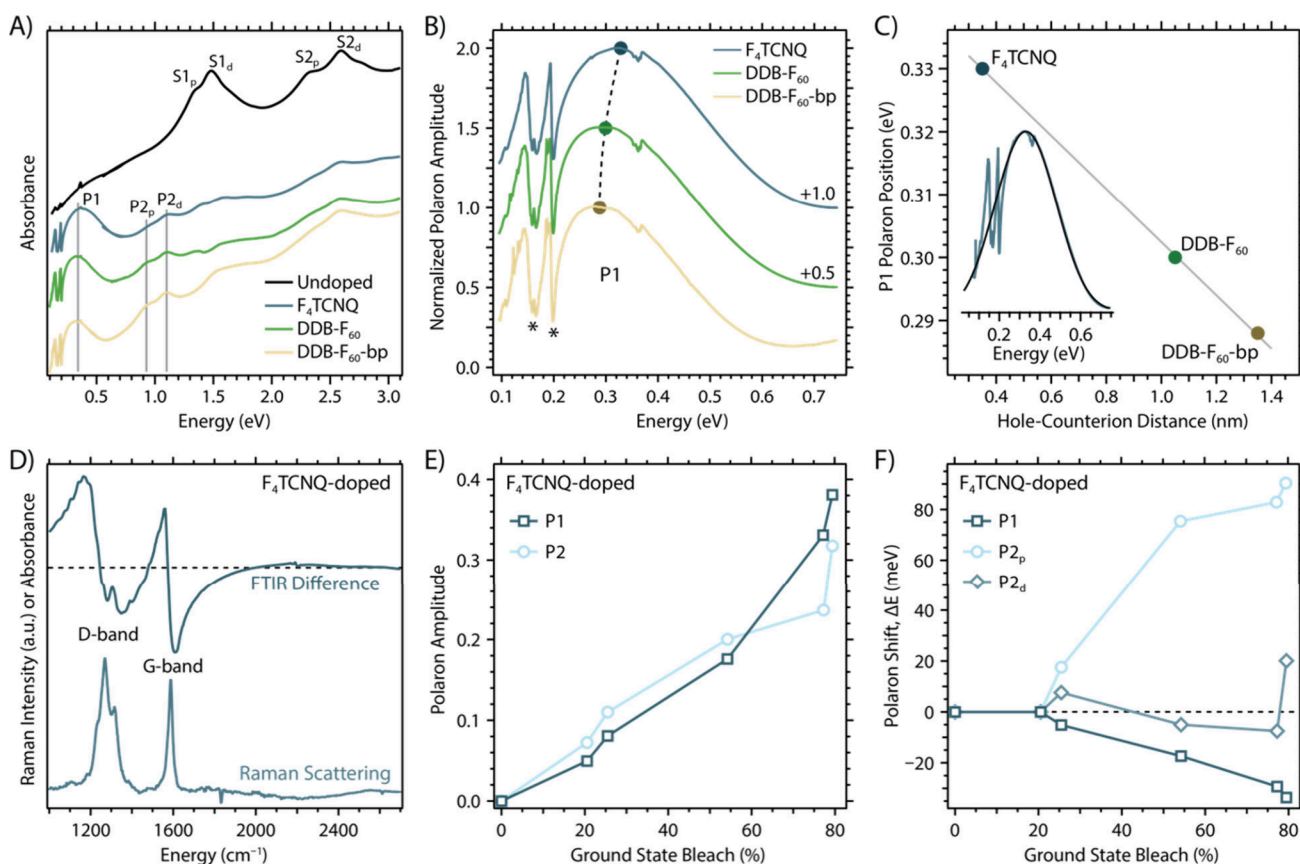 A)
S1p
S1d
S2p
S2d
P1
P2p
P2d
Undoped
F₄TCNQ
DDB-F₆₀
DDB-F₆₀-bp
Absorbance
0.5 1.0 1.5 2.0 2.5 3.0
Energy (eV)
B)
F₄TCNQ
DDB-F₆₀
DDB-F₆₀-bp
+1.0
+0.5
P1
* *
Normalized Polaron Amplitude
2.0
1.5
1.0
0.5
0.0
0.1 0.2 0.3 0.4 0.5 0.6 0.7
Energy (eV)
C)
F₄TCNQ
DDB-F₆₀
DDB-F₆₀-bp
P1 Polaron Position (eV)
0.33
0.32
0.31
0.30
0.29
0.2 0.4 0.6
Energy (eV)
0.4 0.6 0.8 1.0 1.2 1.4
Hole-Counterion Distance (nm)
D)
F₄TCNQ-doped
FTIR Difference
D-band
G-band
Raman Scattering
Raman Intensity (a.u.) or Absorbance
1200 1600 2000 2400
Energy (cm⁻¹)
E)
F₄TCNQ-doped
P1
P2
Polaron Amplitude
0.4
0.3
0.2
0.1
0.0
0 20 40 60 80
Ground State Bleach (%)
F)
F₄TCNQ-doped
P1
P2p
P2d
Polaron Shift, ΔE (meV)
80
60
40
20
0
−20
0 20 40 60 80
Ground State Bleach (%)